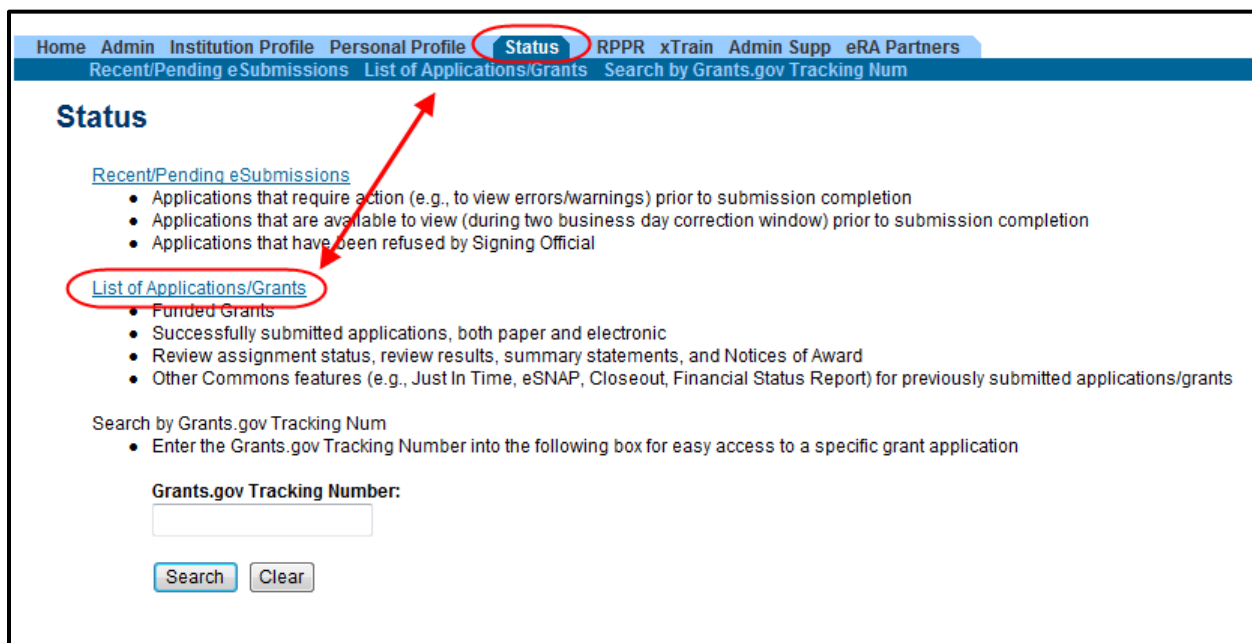 Home Admin Institution Profile Personal Profile Status RPPR xTrain Admin Supp eRA Partners
Recent/Pending eSubmissions List of Applications/Grants Search by Grants.gov Tracking Num
Status
Recent/Pending eSubmissions
• Applications that require action (e.g., to view errors/warnings) prior to submission completion
• Applications that are available to view (during two business day correction window) prior to submission completion
• Applications that have been refused by Signing Official
List of Applications/Grants
• Funded Grants
• Successfully submitted applications, both paper and electronic
• Review assignment status, review results, summary statements, and Notices of Award
• Other Commons features (e.g., Just In Time, eSNAP, Closeout, Financial Status Report) for previously submitted applications/grants
Search by Grants.gov Tracking Num
• Enter the Grants.gov Tracking Number into the following box for easy access to a specific grant application
Grants.gov Tracking Number:
Search Clear